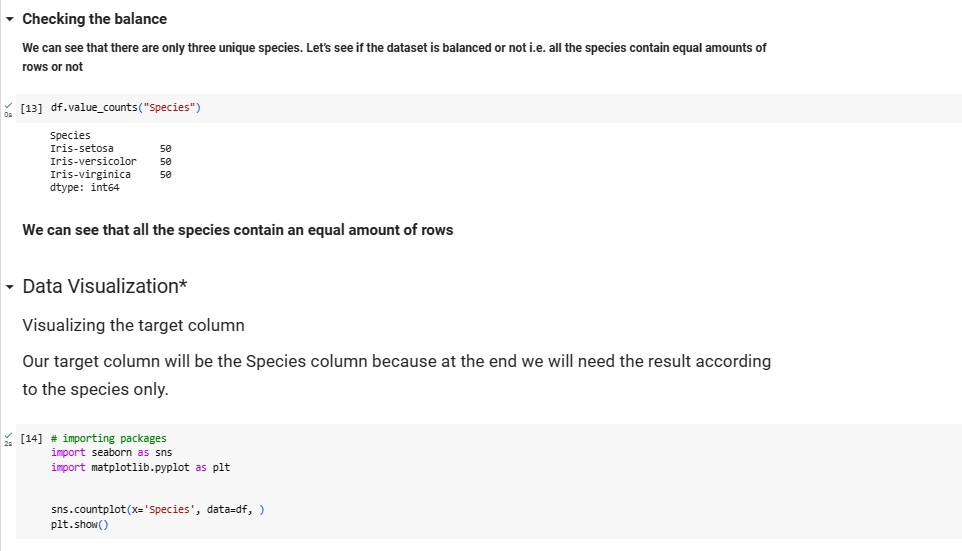 Checking the balance
We can see that there are only three unique species. Let's see if the dataset is balanced or not i.e. all the species contain equal amounts of
rows or not
[13] df.value_counts("Species")
0s
Species
Iris-setosa 50
Iris-versicolor 50
Iris-virginica 50
dtype: int64
We can see that all the species contain an equal amount of rows
Data Visualization*
Visualizing the target column
Our target column will be the Species column because at the end we will need the result according
to the species only.
[14] # importing packages
2s
import seaborn as sns
import matplotlib.pyplot as plt
sns.countplot(x='Species', data=df, )
plt.show()